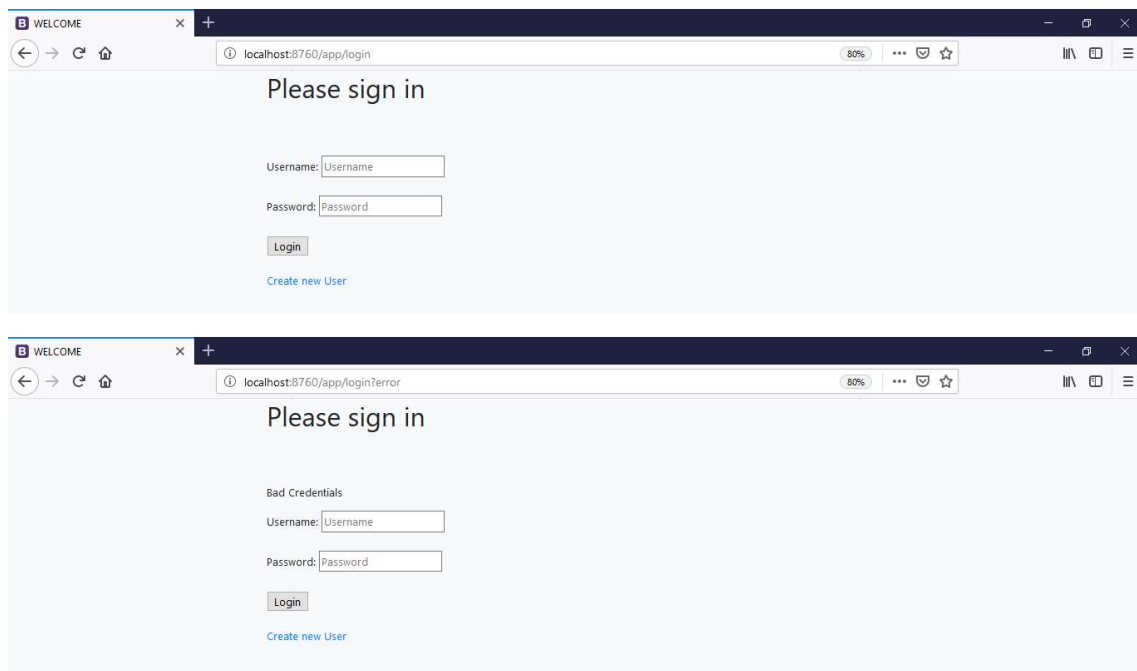 B WELCOME
localhost:8760/app/login 80%
Please sign in
Username: Username
Password: Password
Login
Create new User
B WELCOME
localhost:8760/app/login?error 80%
Please sign in
Bad Credentials
Username: Username
Password: Password
Login
Create new User